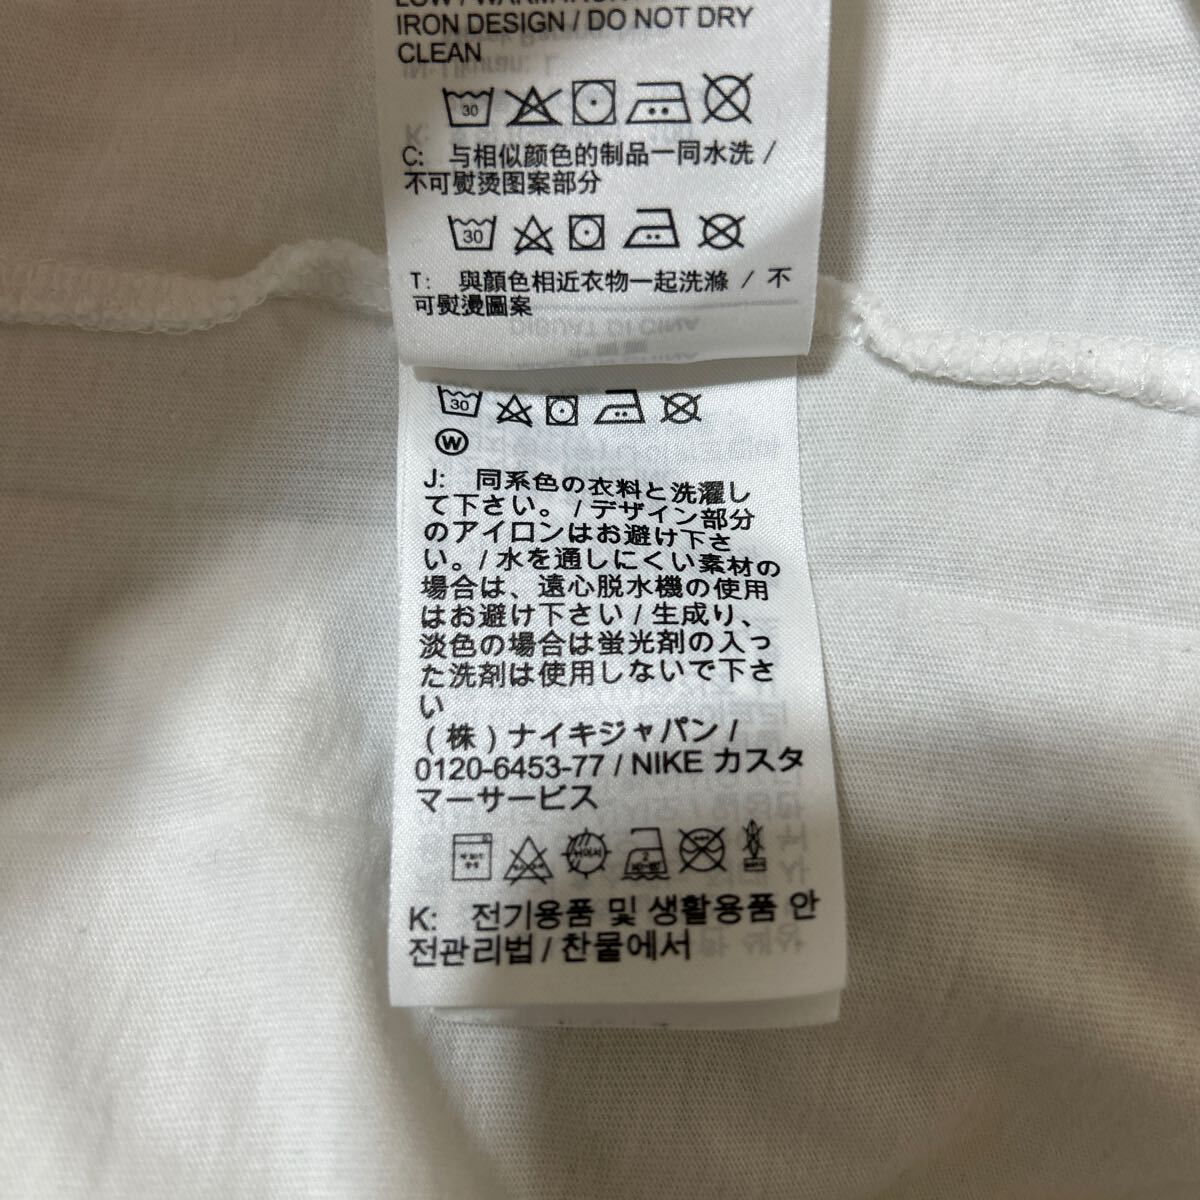 IRON DESIGN / DO NOT DRY
CLEAN
30
C: 与相似颜色的制品一同水洗 /
不可熨烫图案部分
30
T: 與顏色相近衣物一起洗滌 / 不
可熨燙圖案
30
W
J: 同系色の衣料と洗濯し
て下さい。/ デザイン部分
のアイロンはお避け下さ
い。/ 水を通しにくい素材の
場合は、遠心脱水機の使用
はお避け下さい / 生成り、
淡色の場合は蛍光剤の入っ
た洗剤は使用しないで下さ
い
(株) ナイキジャパン /
0120-6453-77 / NIKE カスタ
マーサービス
K: 전기용품 및 생활용품 안
전관리법 / 찬물에서